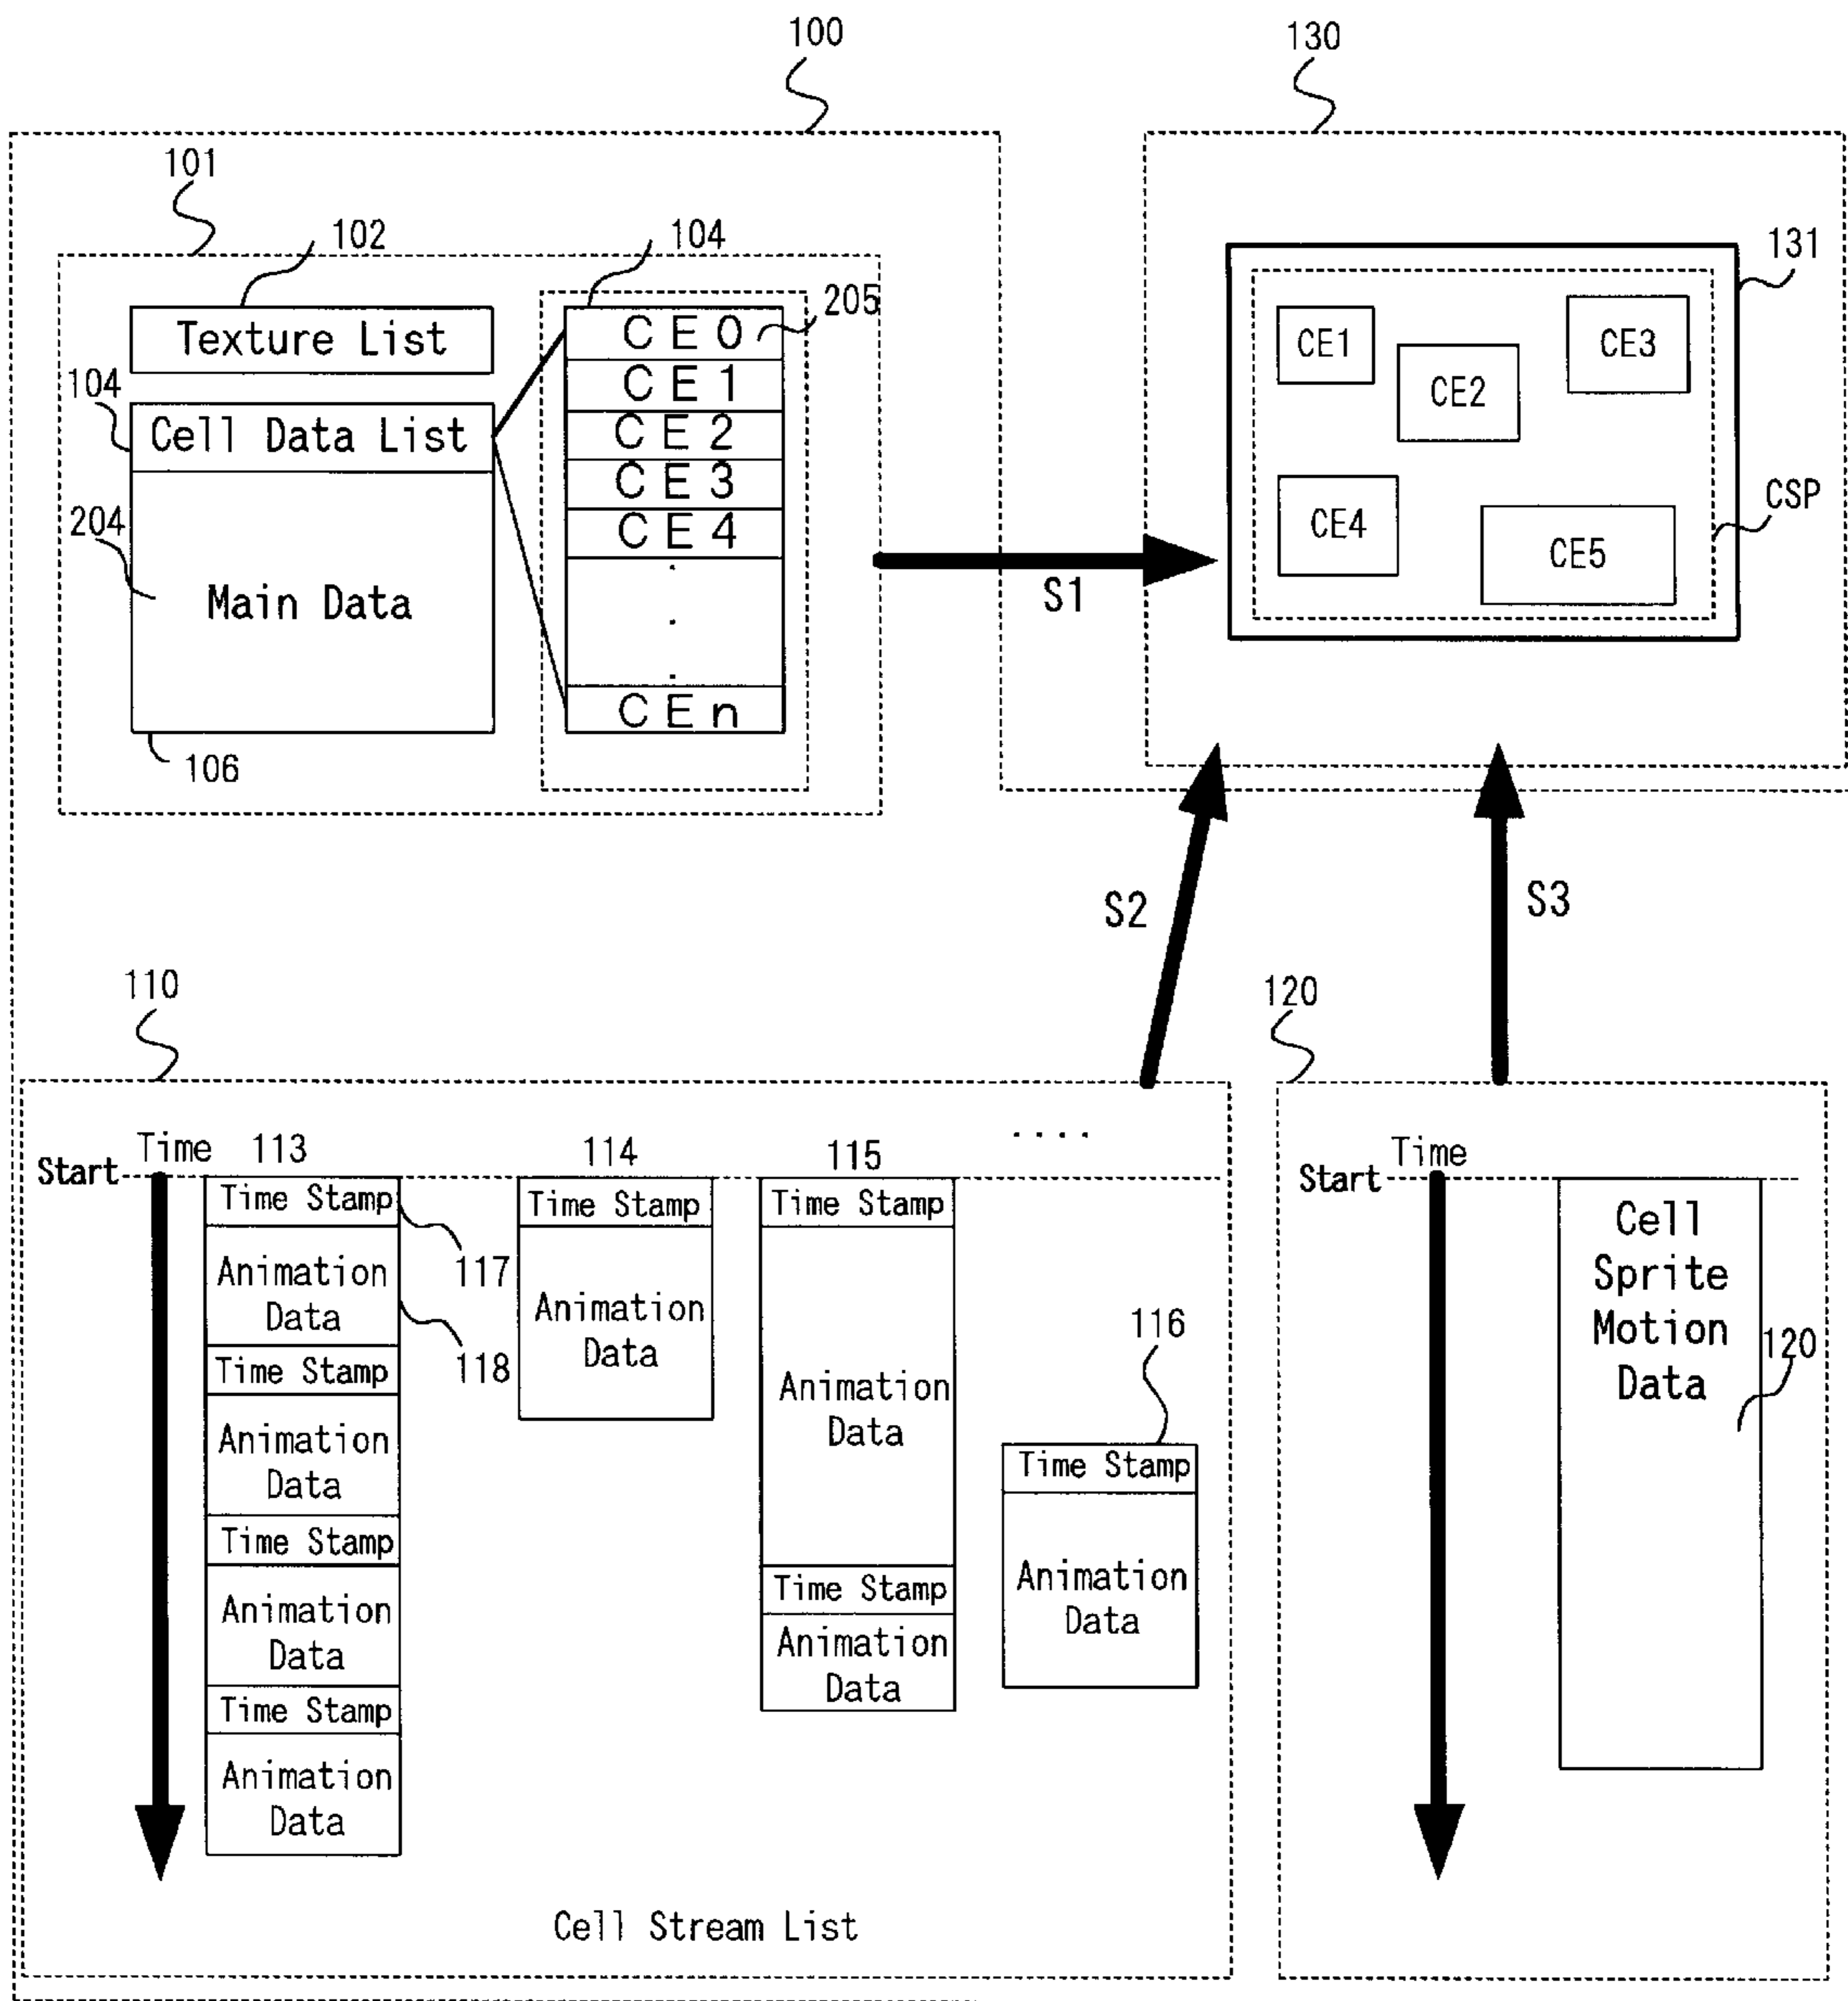 100
130
101
102
104
205
131
Texture List
CE0
CE1
CE2
CE3
CE4
.
.
.
CEn
104
Cell Data List
204
Main Data
106
CE1
CE2
CE3
CE4
CE5
CSP
S1
S2
S3
110
120
Start
Time
113
114
115
....
Time Stamp
117
Animation
Data
118
Time Stamp
Animation
Data
Time Stamp
Animation
Data
Time Stamp
Animation
Data
Time Stamp
Animation
Data
Time Stamp
Animation
Data
Time Stamp
Animation
Data
116
Time Stamp
Animation
Data
Cell Stream List
Start
Time
Cell
Sprite
Motion
Data
120